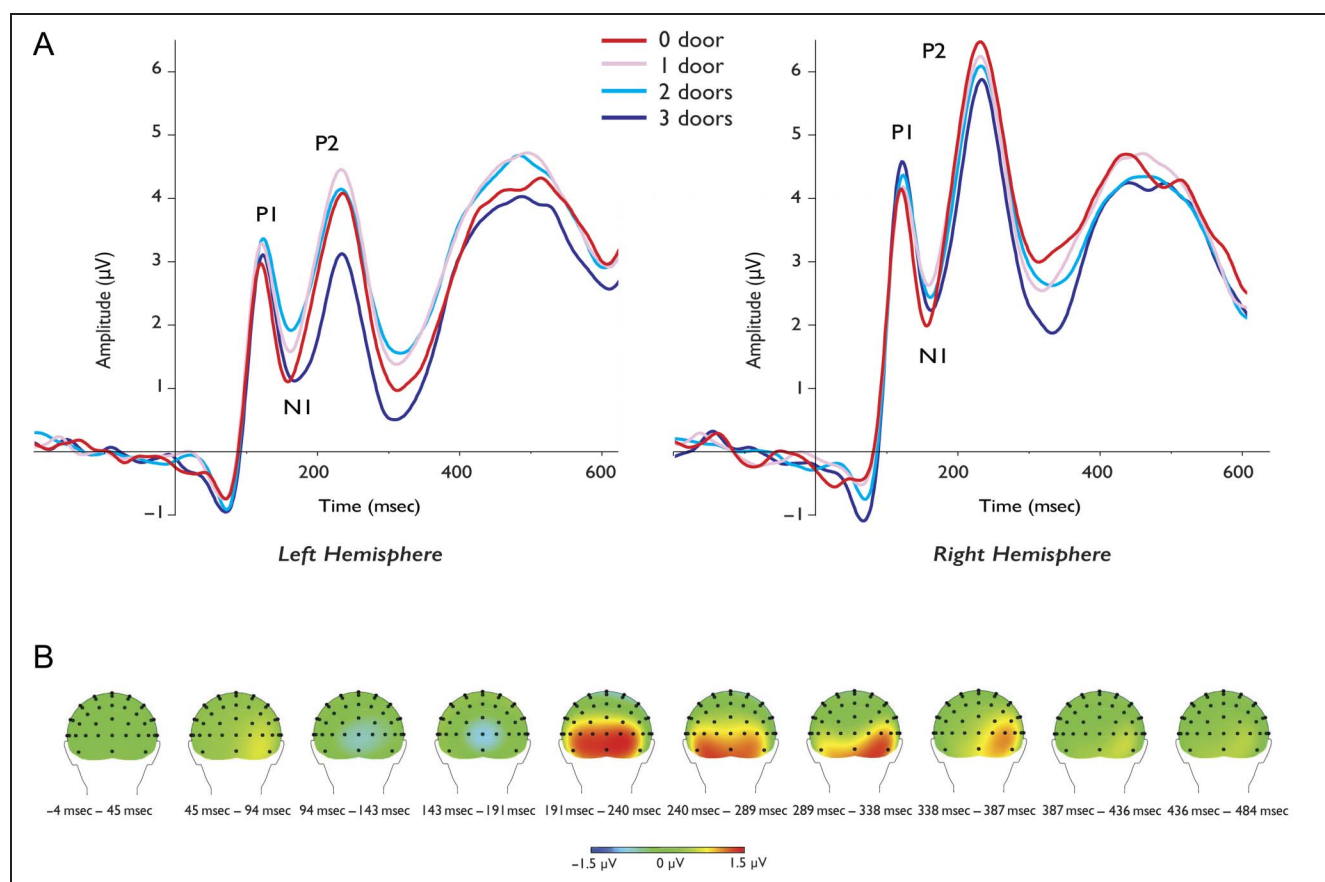 A
0 door
1 door
2 doors
3 doors
P1
P2
N1
6
5
4
3
2
1
−1
200
400
600
Amplitude (µV)
Time (msec)
Left Hemisphere
P1
P2
N1
6
5
4
3
2
1
−1
200
400
600
Amplitude (µV)
Time (msec)
Right Hemisphere
B
−4 msec – 45 msec
45 msec – 94 msec
94 msec –143 msec
143 msec –191 msec
191 msec – 240 msec
240 msec – 289 msec
289 msec – 338 msec
338 msec – 387 msec
387 msec – 436 msec
436 msec – 484 msec
−1.5 µV
0 µV
1.5 µV